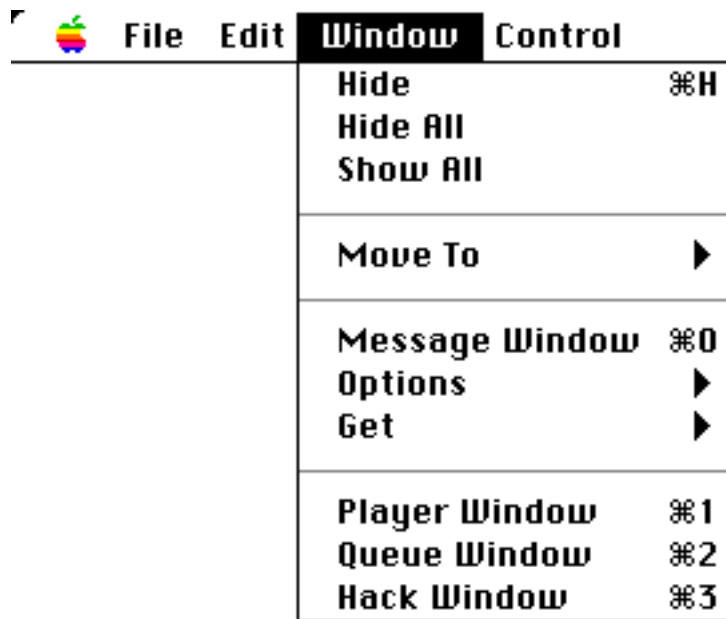 File Edit Window Control
Hide ⌘H
Hide All
Show All
Move To
Message Window ⌘0
Options
Get
Player Window ⌘1
Queue Window ⌘2
Hack Window ⌘3